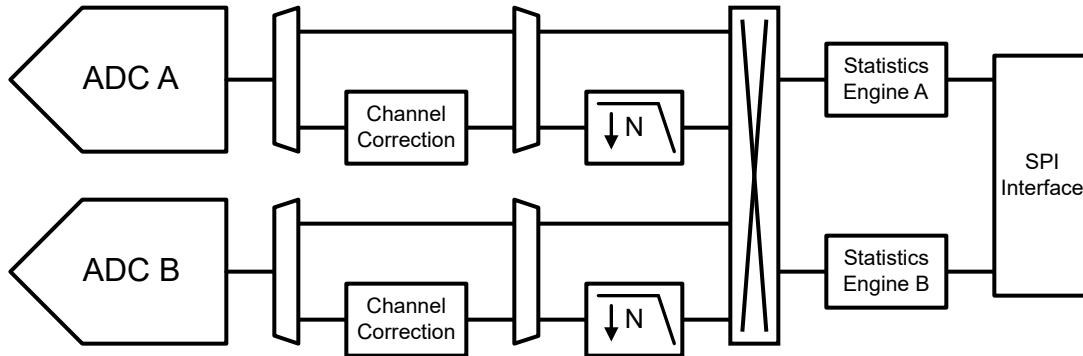 ADC A
Channel
Correction
N
Statistics
Engine A
SPI
Interface
ADC B
Channel
Correction
N
Statistics
Engine B